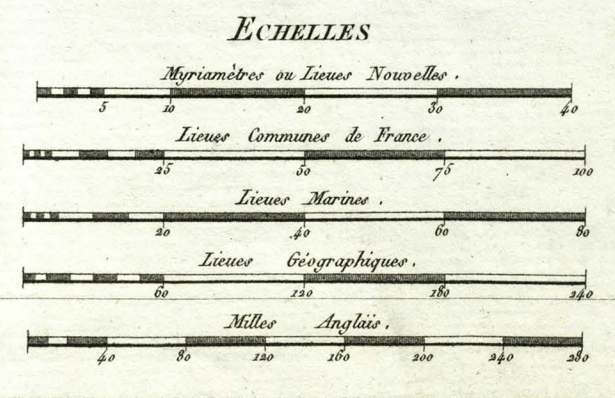 ECHELLES
Myriamètres ou Lieues Nouvelles.
5 10 20 30 40
Lieues Communes de France.
25 50 75 100
Lieues Marines.
20 40 60 80
Lieues Géographiques.
60 120 180 240
Milles Anglais.
40 80 120 160 200 240 280